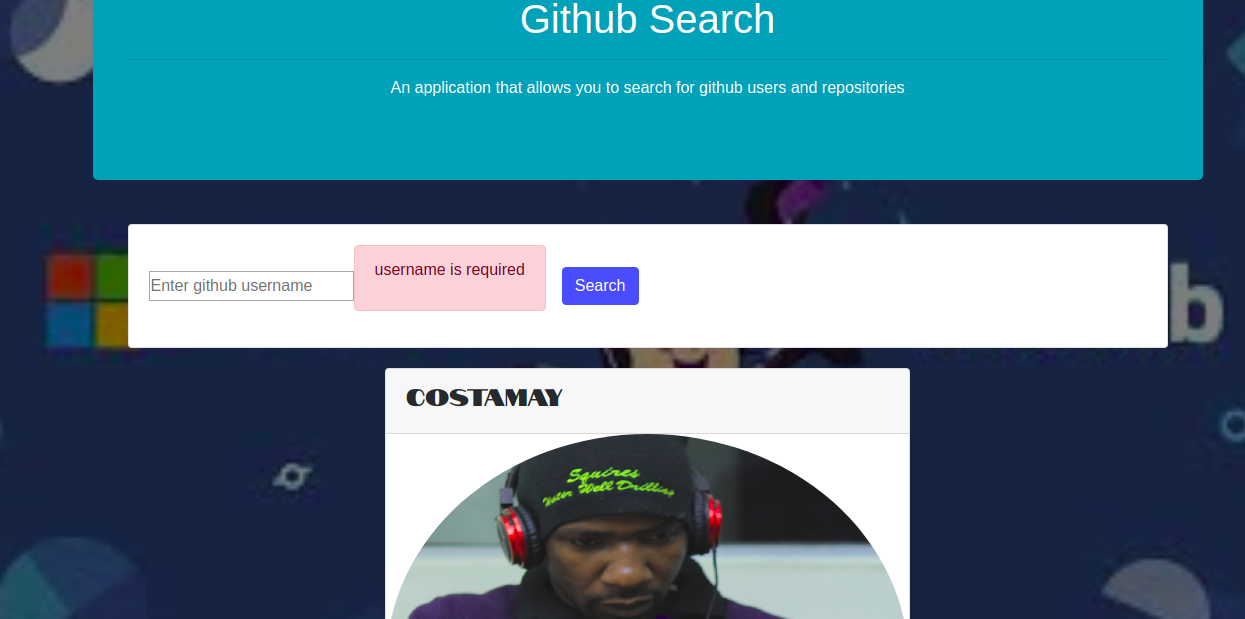 Github Search
An application that allows you to search for github users and repositories
Enter github username
username is required
Search
b
COSTAMAY
Squires
Water Well Drilling